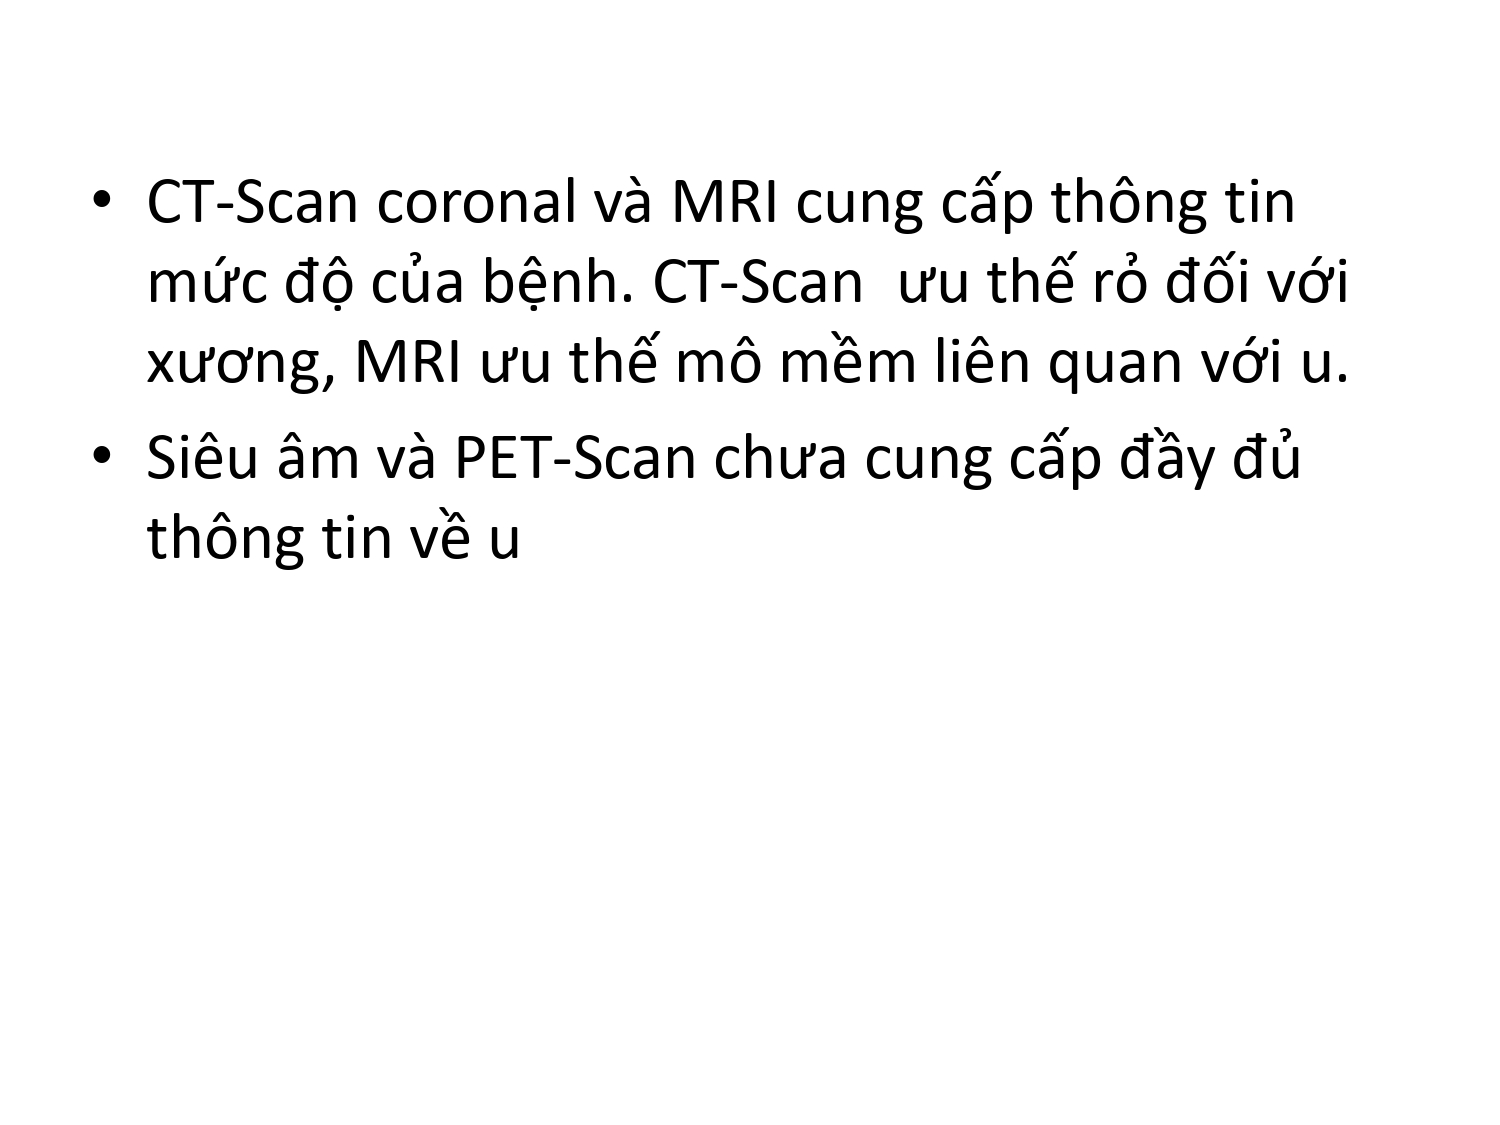 • CT-Scan coronal và MRI cung cấp thông tin
mức độ của bệnh. CT-Scan  ưu thế rỏ đối với
xương, MRI ưu thế mô mềm liên quan với u.
• Siêu âm và PET-Scan chưa cung cấp đầy đủ
thông tin về u